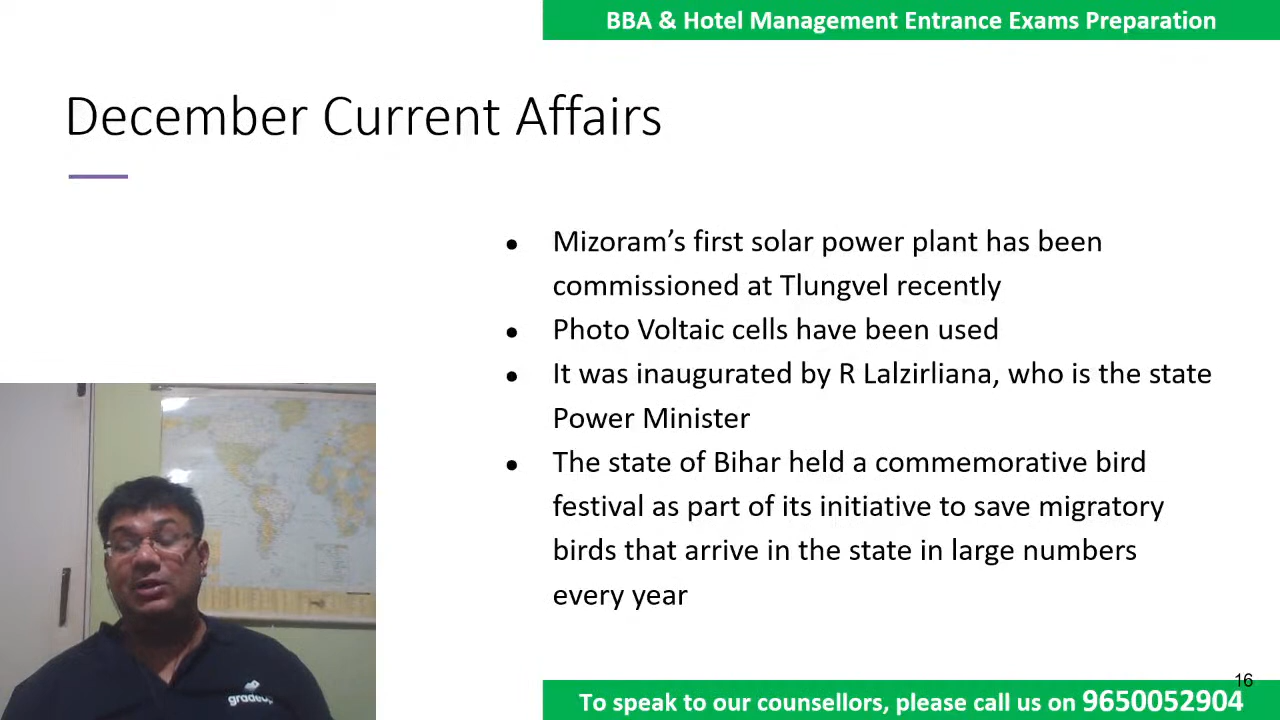 BBA & Hotel Management Entrance Exams Preparation
December Current Affairs
• Mizoram’s first solar power plant has been
commissioned at Tlungvel recently
• Photo Voltaic cells have been used
• It was inaugurated by R Lalzirliana, who is the state
Power Minister
• The state of Bihar held a commemorative bird
festival as part of its initiative to save migratory
birds that arrive in the state in large numbers
every year
gradeup
16
To speak to our counsellors, please call us on 9650052904